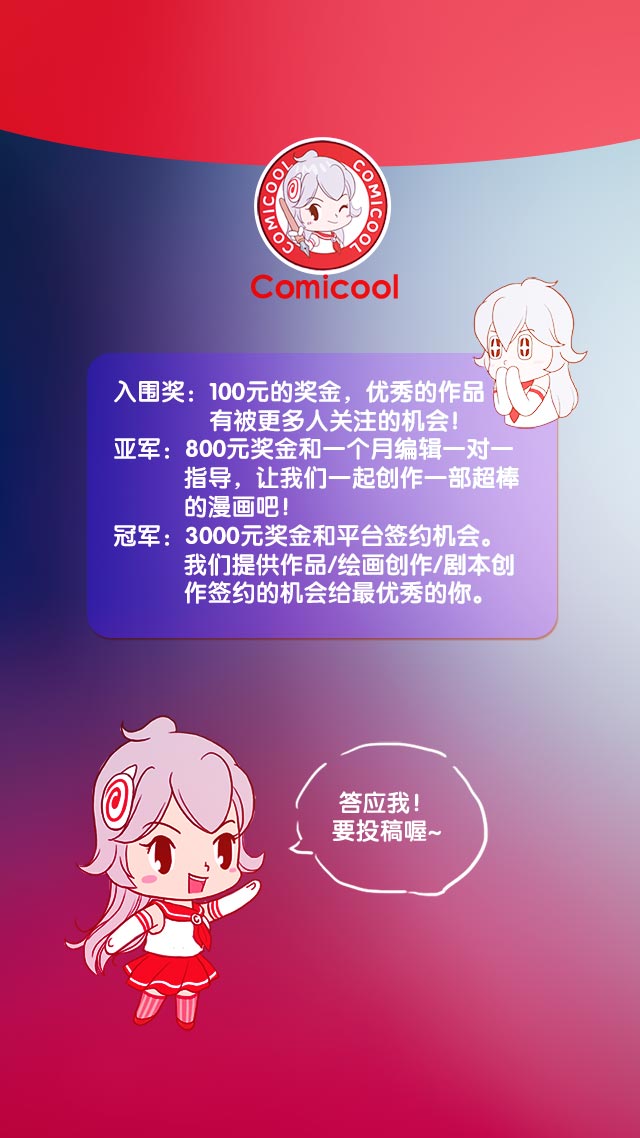 COMICOOL COMICOOL
Comicool
入围奖：100元的奖金，优秀的作品
有被更多人关注的机会！
亚军：800元奖金和一个月编辑一对一
指导，让我们一起创作一部超棒
的漫画吧！
冠军：3000元奖金和平台签约机会。
我们提供作品/绘画创作/剧本创
作签约的机会给最优秀的你。
答应我！
要投稿喔~